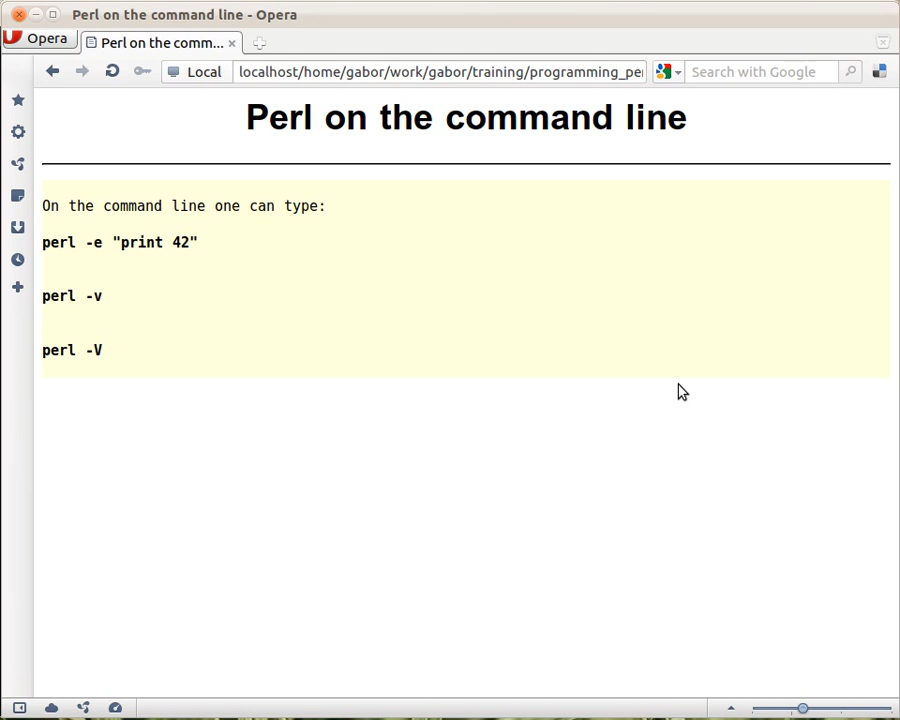 Perl on the command line - Opera
Opera
Perl on the comm...
Local
localhost/home/gabor/work/gabor/training/programming_pe
Search with Google
Perl on the command line
On the command line one can type:
perl -e "print 42"
perl -v
perl -V